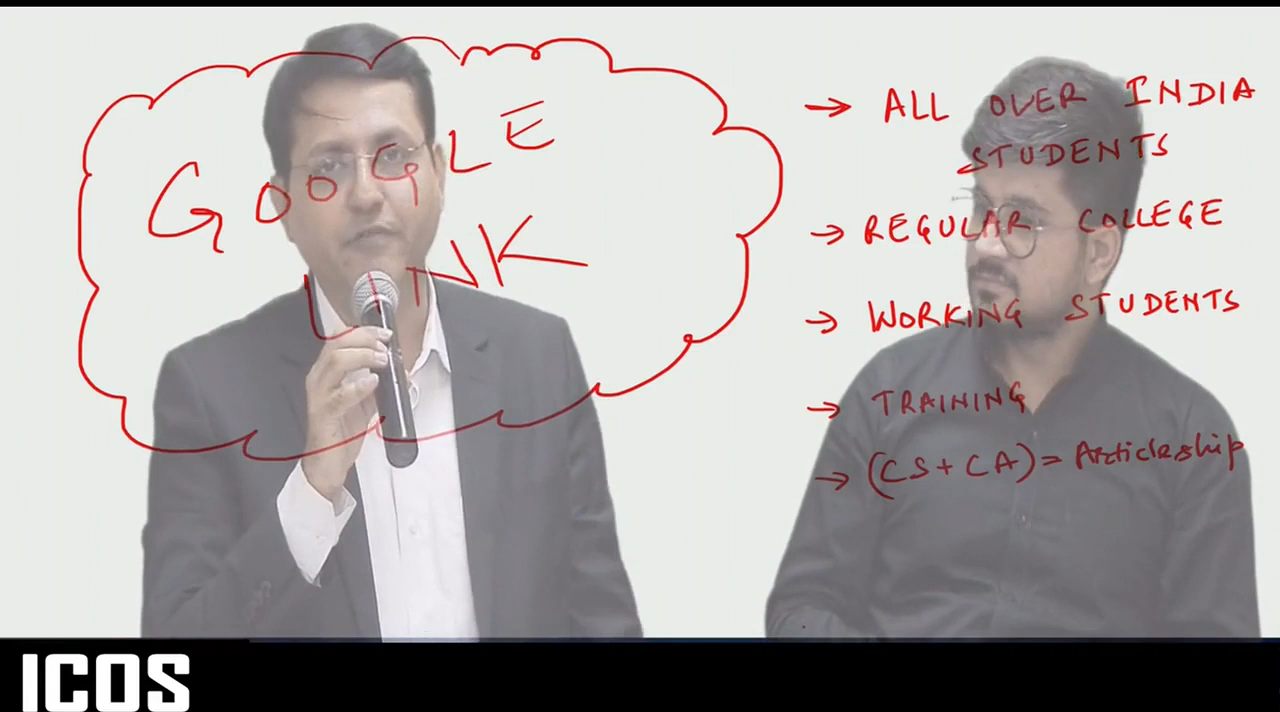 GOOGLE
LINK
→ ALL OVER INDIA
STUDENTS
→ REGULAR COLLEGE
→ WORKING STUDENTS
→ TRAINING
→ (CS + CA) = Articleship
ICOS